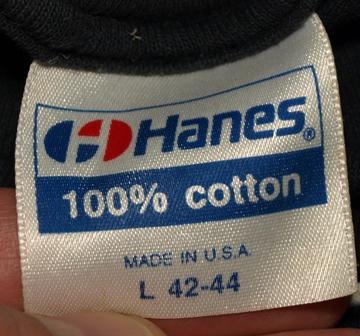 Hanes®
100% cotton
MADE IN U.S.A.
L 42-44